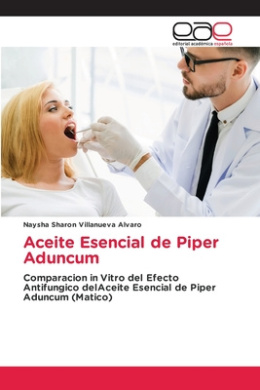 eae
editorial académica española
Naysha Sharon Villanueva Alvaro
Aceite Esencial de Piper
Aduncum
Comparacion in Vitro del Efecto
Antifungico delAceite Esencial de Piper
Aduncum (Matico)